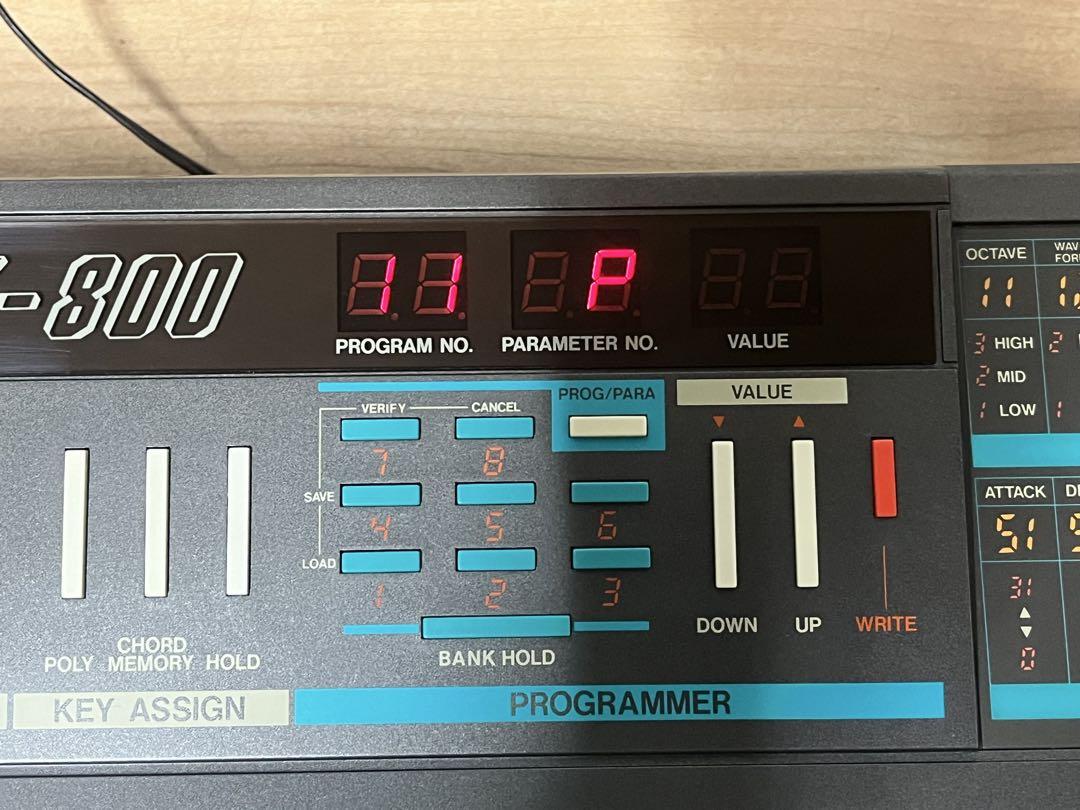 -800
11 P
PROGRAM NO. PARAMETER NO. VALUE
PROG/PARA VALUE
VERIFY CANCEL
7 8
SAVE
4 5 6
LOAD
1 2 3
DOWN UP WRITE
BANK HOLD
CHORD
POLY MEMORY HOLD
KEY ASSIGN
PROGRAMMER
OCTAVE
11
3 HIGH 2
2 MID
1 LOW 1
ATTACK
51
31
0